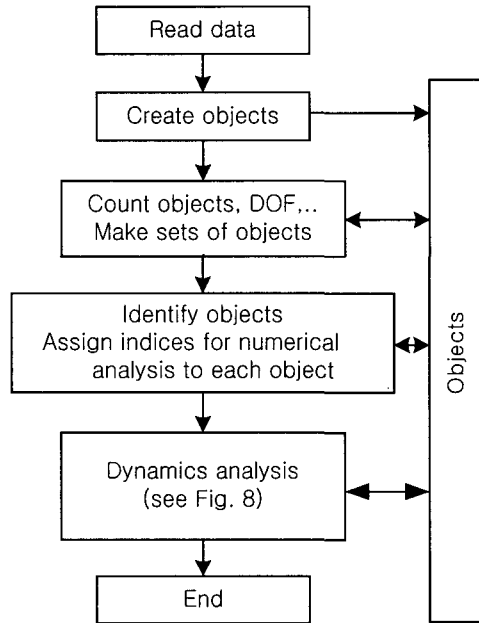 Read data
Create objects
Count objects, DOF,..
Make sets of objects
Identify objects
Assign indices for numerical
analysis to each object
Dynamics analysis
(see Fig. 8)
End
Objects